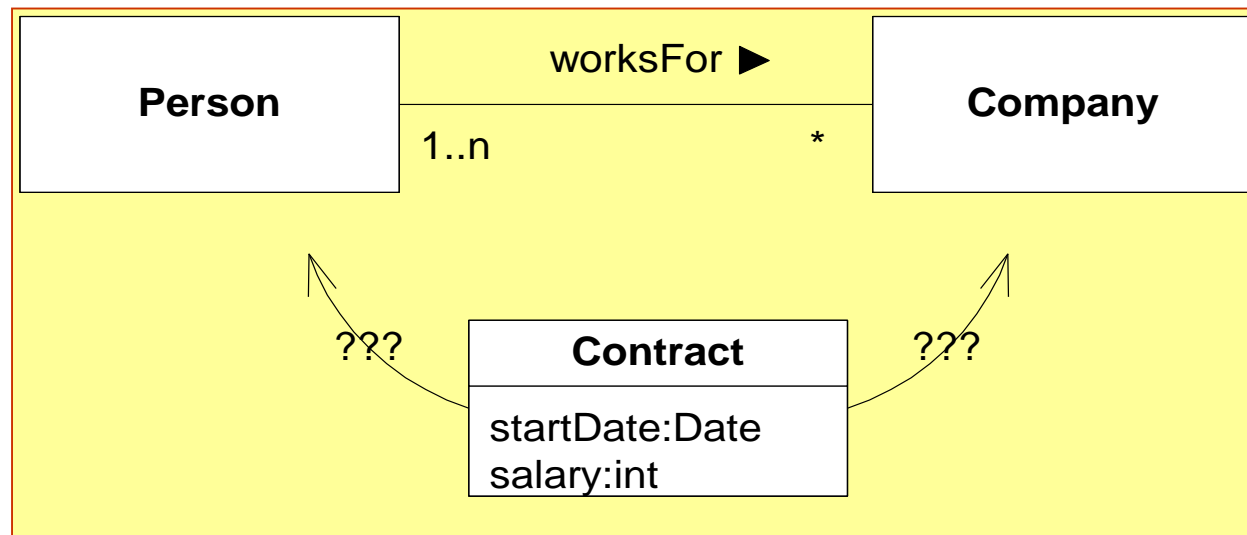 worksFor ▶
Person
Company
1..n
*
???
???
Contract
startDate:Date
salary:int